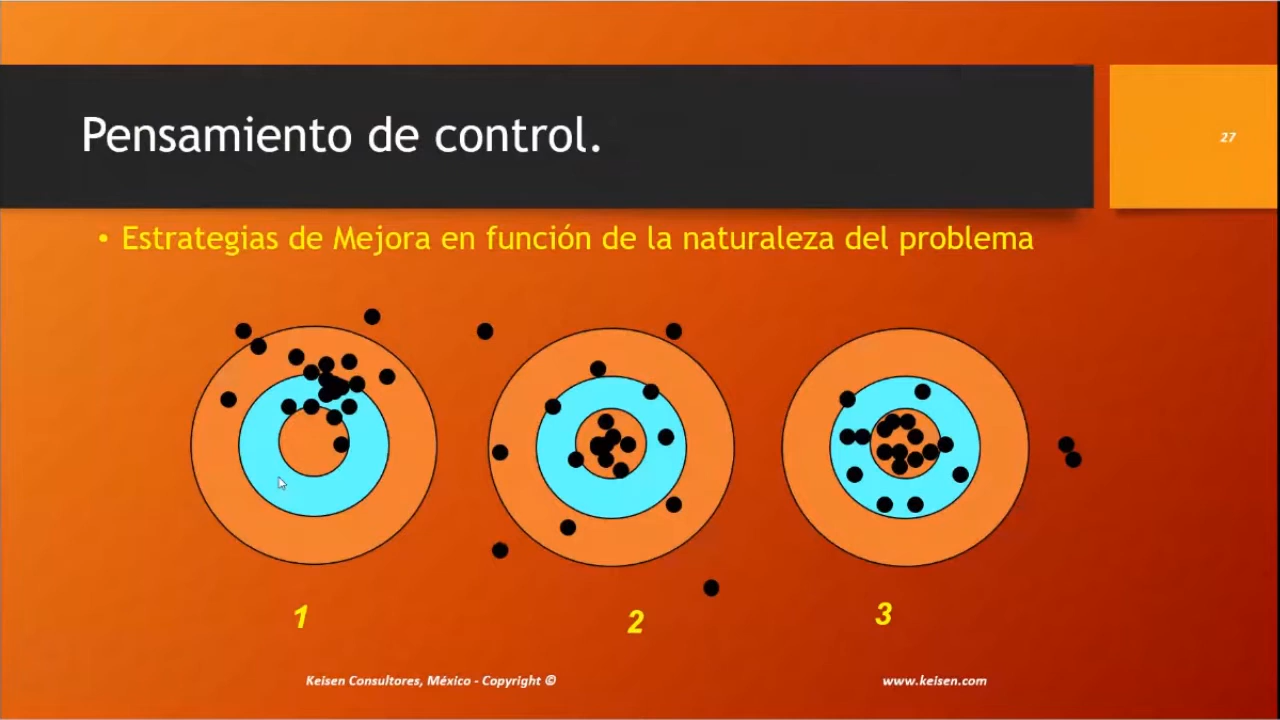 Pensamiento de control.
27
• Estrategias de Mejora en función de la naturaleza del problema
1
2
3
Keisen Consultores, México - Copyright ©
www.keisen.com